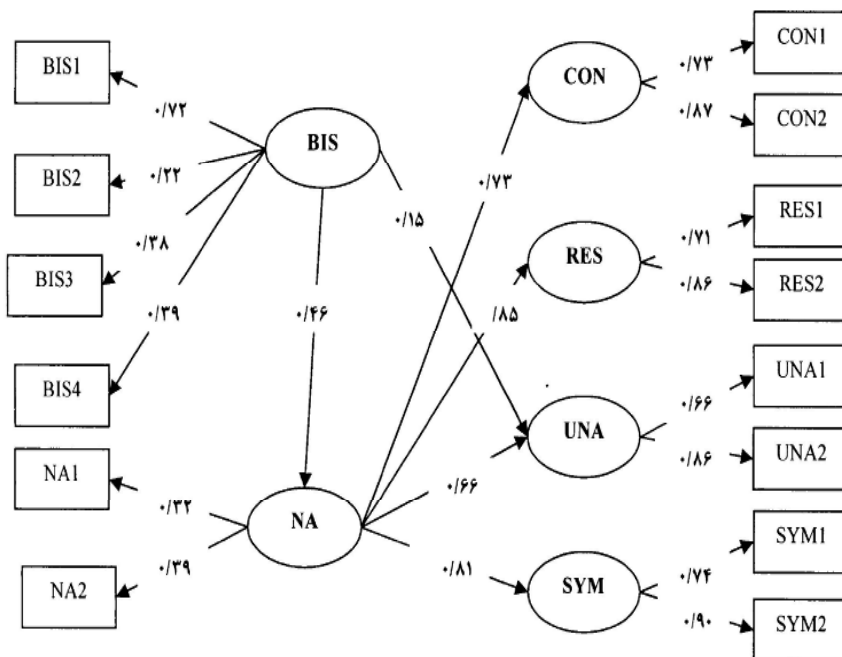 BIS1
۰/۷۲
BIS2
۰/۲۲
BIS3
۰/۳۸
BIS4
۰/۳۹
NA1
۰/۳۲
NA2
۰/۳۹
BIS
۰/۴۶
NA
۰/۱۵
۰/۷۳
/۸۵
۰/۶۶
۰/۸۱
CON
RES
UNA
SYM
۰/۷۳
CON1
۰/۸۷
CON2
۰/۷۱
RES1
۰/۸۶
RES2
۰/۶۶
UNA1
۰/۸۶
UNA2
۰/۷۴
SYM1
۰/۹۰
SYM2